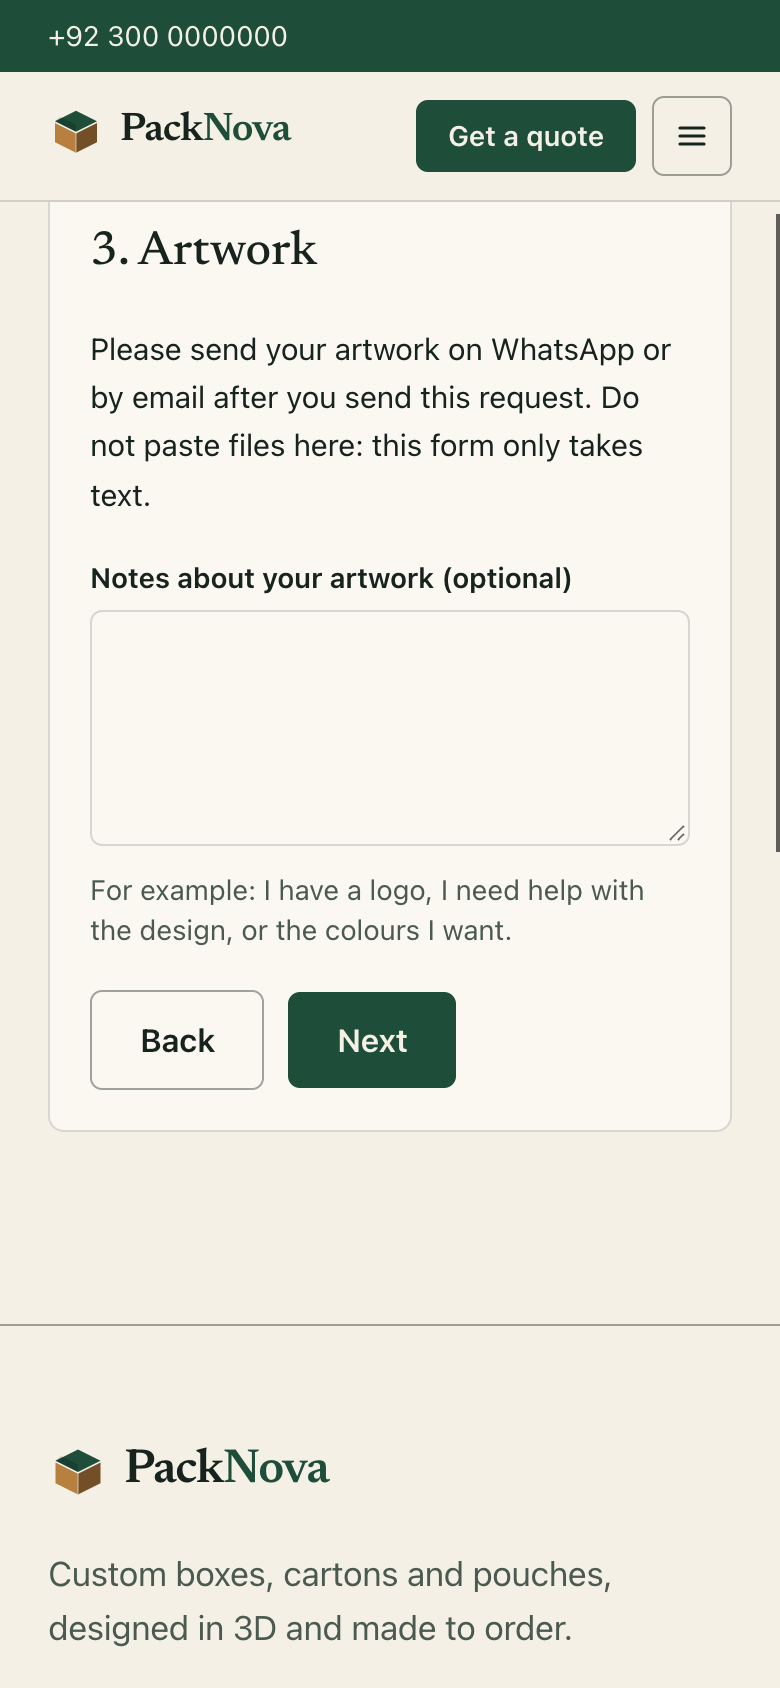 +92 300 0000000
PackNova
Get a quote
3. Artwork
Please send your artwork on WhatsApp or
by email after you send this request. Do
not paste files here: this form only takes
text.
Notes about your artwork (optional)
For example: I have a logo, I need help with
the design, or the colours I want.
Back
Next
PackNova
Custom boxes, cartons and pouches,
designed in 3D and made to order.